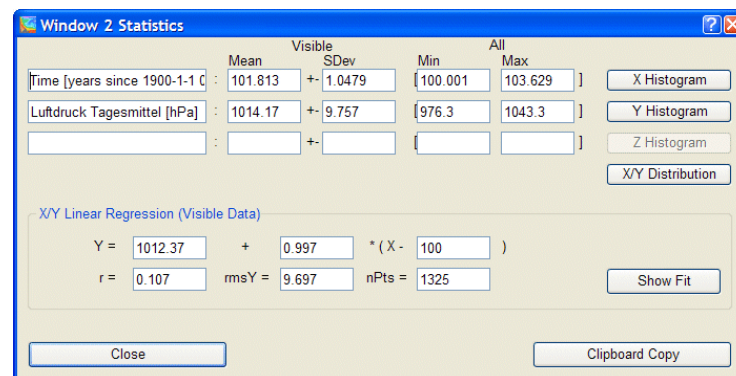 Window 2 Statistics
Visible All
Mean SDev Min Max
Time [years since 1900-1-1 0 : 101.813 +- 1.0479 [ 100.001 103.629 ] X Histogram
Luftdruck Tagesmittel [hPa] : 1014.17 +- 9.757 [ 976.3 1043.3 ] Y Histogram
: +- [ ] Z Histogram
X/Y Distribution
X/Y Linear Regression (Visible Data)
Y = 1012.37 + 0.997 * ( X - 100 )
r = 0.107 rmsY = 9.697 nPts = 1325 Show Fit
Close Clipboard Copy